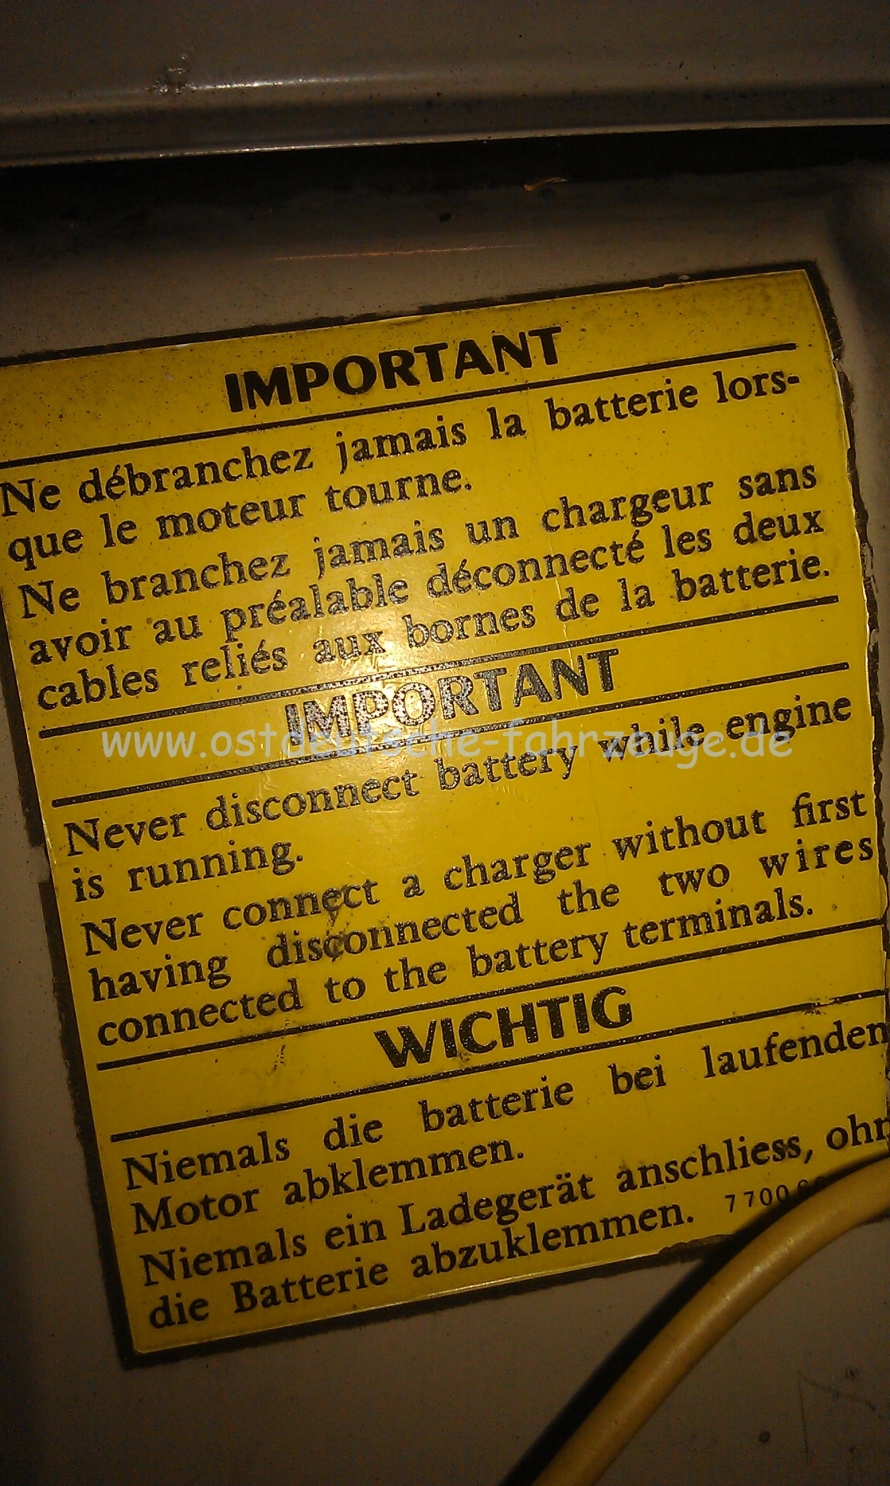 IMPORTANT
Ne débranchez jamais la batterie lors-
que le moteur tourne.
Ne branchez jamais un chargeur sans
avoir au préalable déconnecté les deux
cables reliés aux bornes de la batterie.
IMPORTANT
www.ostdeutsche-fahrzeuge.de
Never disconnect battery while engine
is running.
Never connect a charger without first
having disconnected the two wires
connected to the battery terminals.
WICHTIG
Niemals die batterie bei laufenden
Motor abklemmen.
Niemals ein Ladegerät anschliess, ohn
die Batterie abzuklemmen. 7700